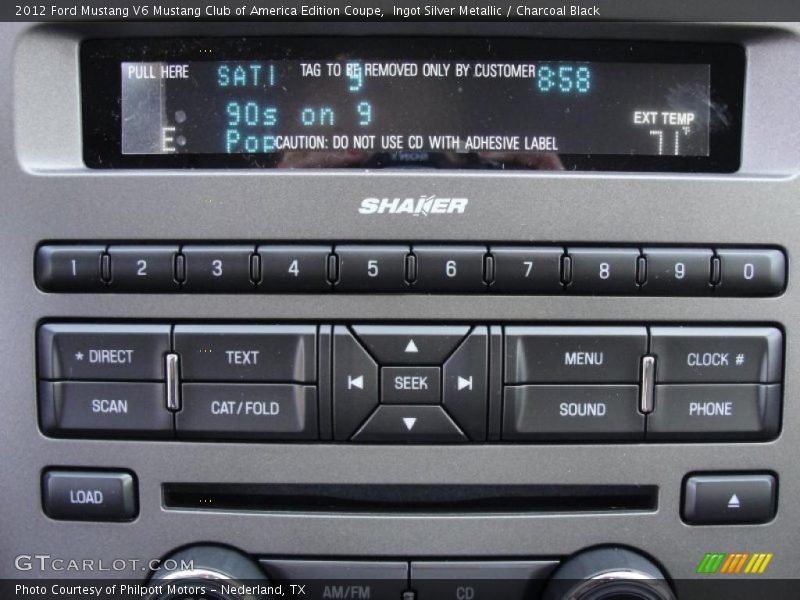 2012 Ford Mustang V6 Mustang Club of America Edition Coupe, Ingot Silver Metallic / Charcoal Black
PULL HERE SAT1 5 TAG TO BE REMOVED ONLY BY CUSTOMER 8:58
90s on 9
EXT TEMP
E Pop CAUTION: DO NOT USE CD WITH ADHESIVE LABEL 71°F
SHAKER
1 2 3 4 5 6 7 8 9 0
* DIRECT TEXT MENU CLOCK #
SEEK
SCAN CAT/FOLD SOUND PHONE
LOAD
GTCARLOT.COM
AM/FM CD
Photo Courtesy of Philpott Motors – Nederland, TX